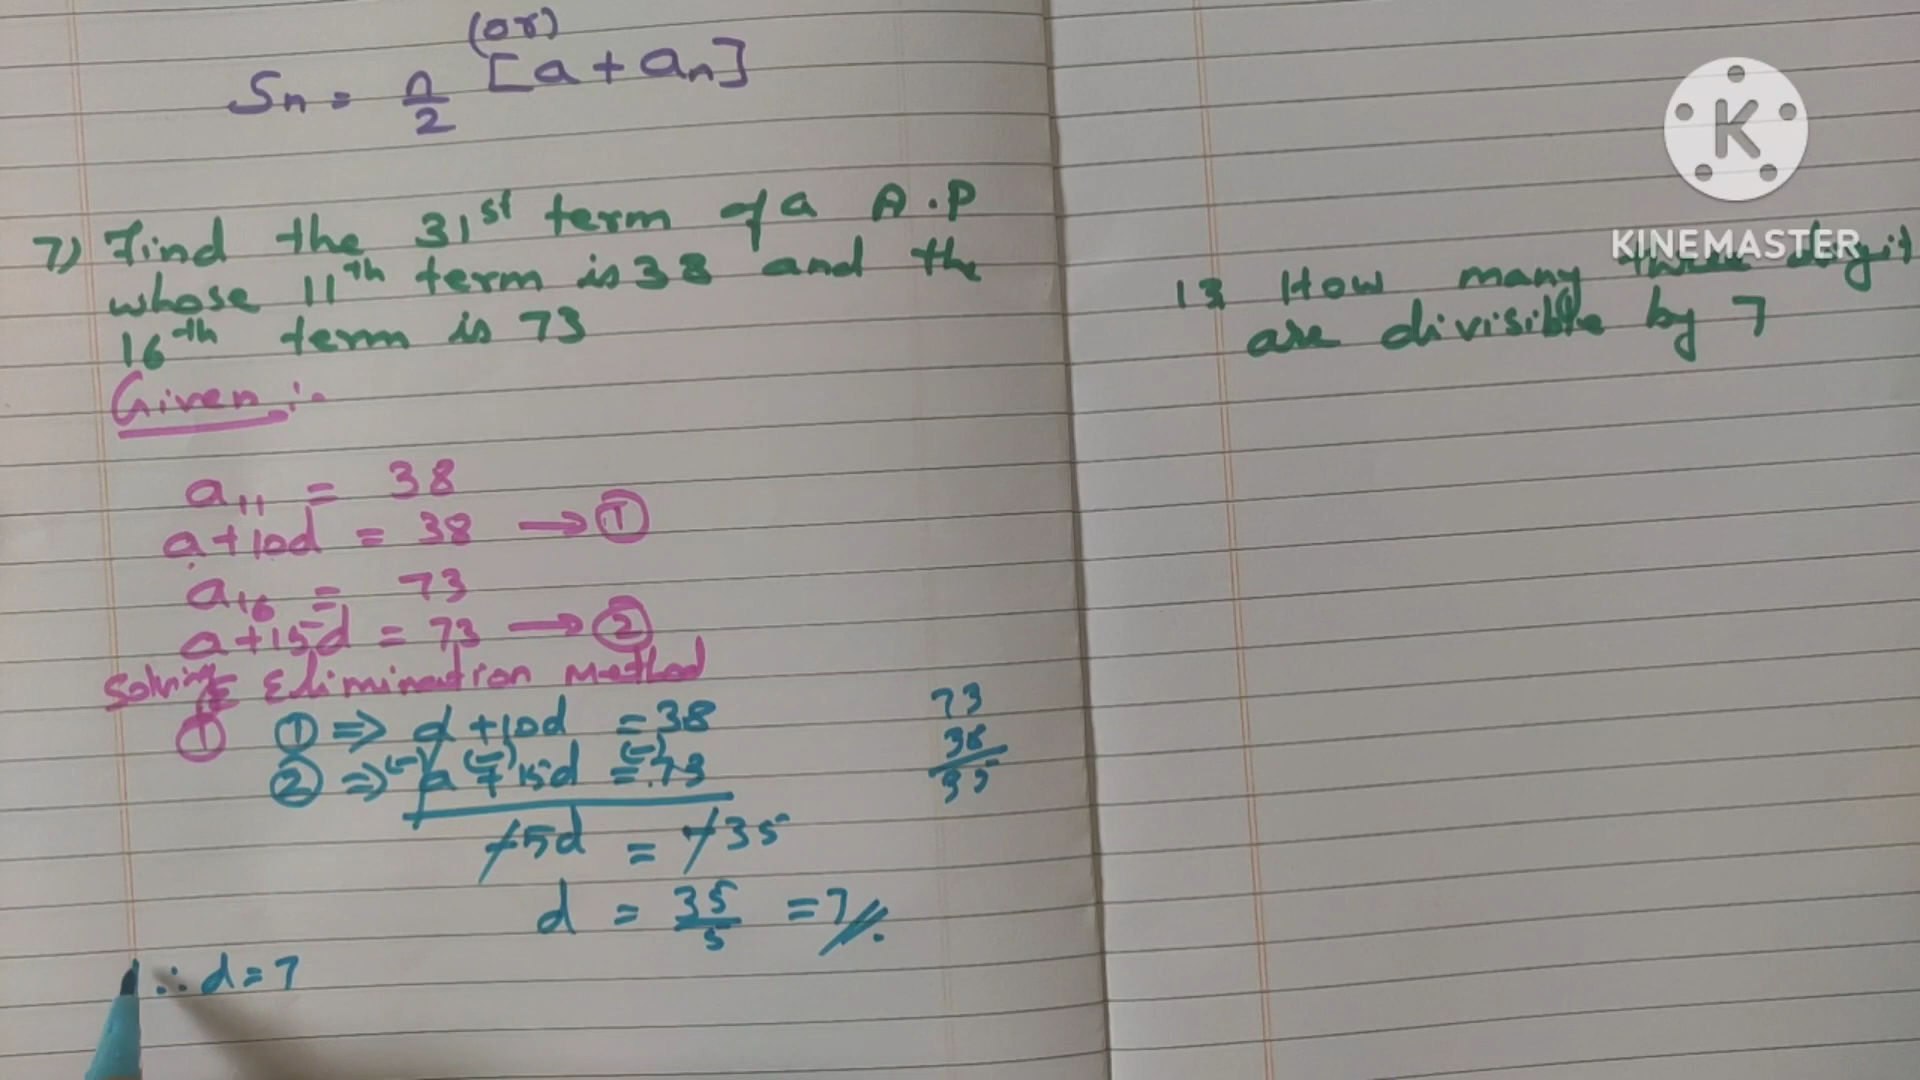 (or)
Sn = n/2 [a + an]
7) Find the 31st term of a A.P
whose 11th term is 38 and the
16th term is 73
Given :-
a11 = 38
a+10d = 38 → ①
a16 = 73
a+15d = 73 → ②
Solving Elimination Method
① ① ⇒ a +10d = 38
② ⇒ (-) a (-) + 15d = (-) 73
-5d = -35
d = 35/5 = 7 //.
∴ d = 7
73
38
35
KINEMASTER
13 How many three digit
are divisible by 7